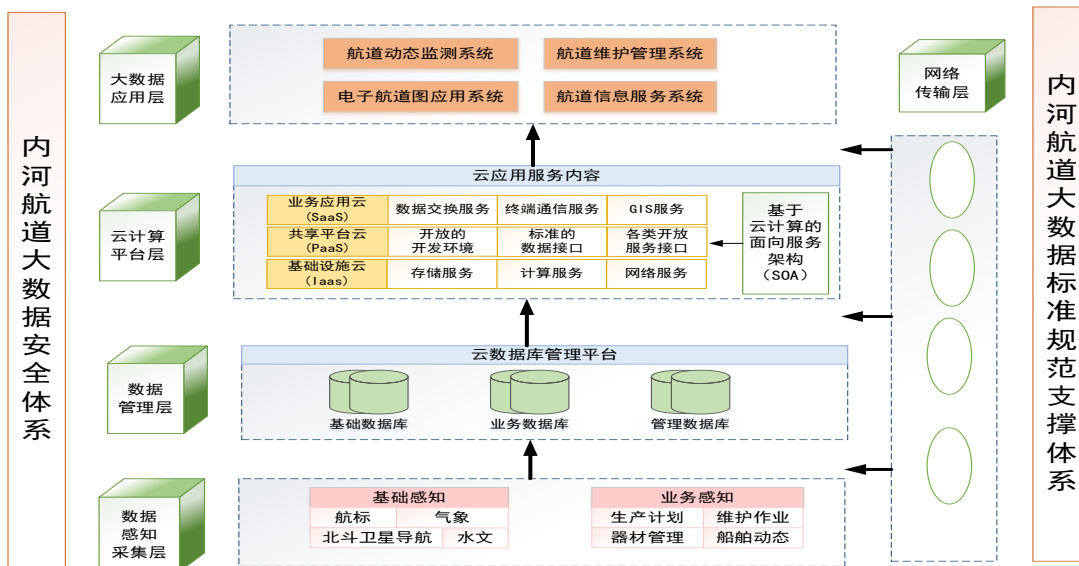 内河航道大数据安全体系
大数据
应用层
航道动态监测系统
航道维护管理系统
电子航道图应用系统
航道信息服务系统
网络
传输层
内河航道大数据标准规范支撑体系
云计算
平台层
云应用服务内容
业务应用云
(SaaS)
数据交换服务
终端通信服务
GIS服务
共享平台云
(PaaS)
开放的
开发环境
标准的
数据接口
各类开放
服务接口
基础设施云
(Iaas)
存储服务
计算服务
网络服务
基于
云计算的
面向服务
架构
(SOA)
数据
管理层
云数据库管理平台
基础数据库
业务数据库
管理数据库
数据
感知
采集层
基础感知
航标
气象
北斗卫星导航
水文
业务感知
生产计划
维护作业
器材管理
船舶动态